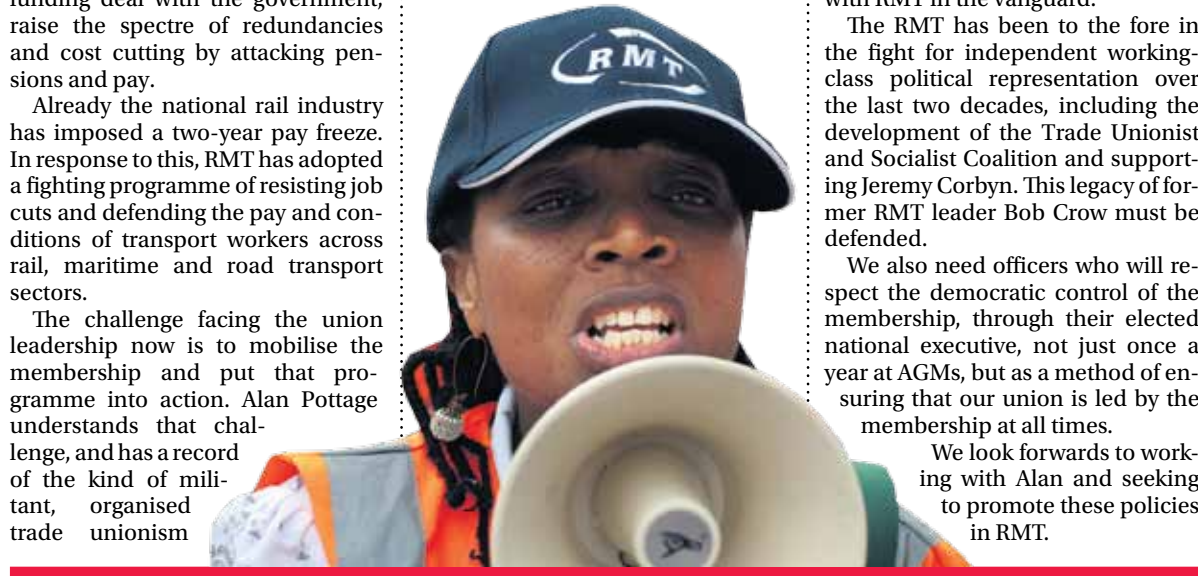 funding deal with the government,
raise the spectre of redundancies
and cost cutting by attacking pen-
sions and pay.
Already the national rail industry
has imposed a two-year pay freeze.
In response to this, RMT has adopted
a fighting programme of resisting job
cuts and defending the pay and con-
ditions of transport workers across
rail, maritime and road transport
sectors.
The challenge facing the union
leadership now is to mobilise the
membership and put that pro-
gramme into action. Alan Pottage
understands that chal-
lenge, and has a record
of the kind of mili-
tant, organised
trade unionism
RMT
with RMT in the vanguard.
The RMT has been to the fore in
the fight for independent working-
class political representation over
the last two decades, including the
development of the Trade Unionist
and Socialist Coalition and support-
ing Jeremy Corbyn. This legacy of for-
mer RMT leader Bob Crow must be
defended.
We also need officers who will re-
spect the democratic control of the
membership, through their elected
national executive, not just once a
year at AGMs, but as a method of en-
suring that our union is led by the
membership at all times.
We look forwards to work-
ing with Alan and seeking
to promote these policies
in RMT.